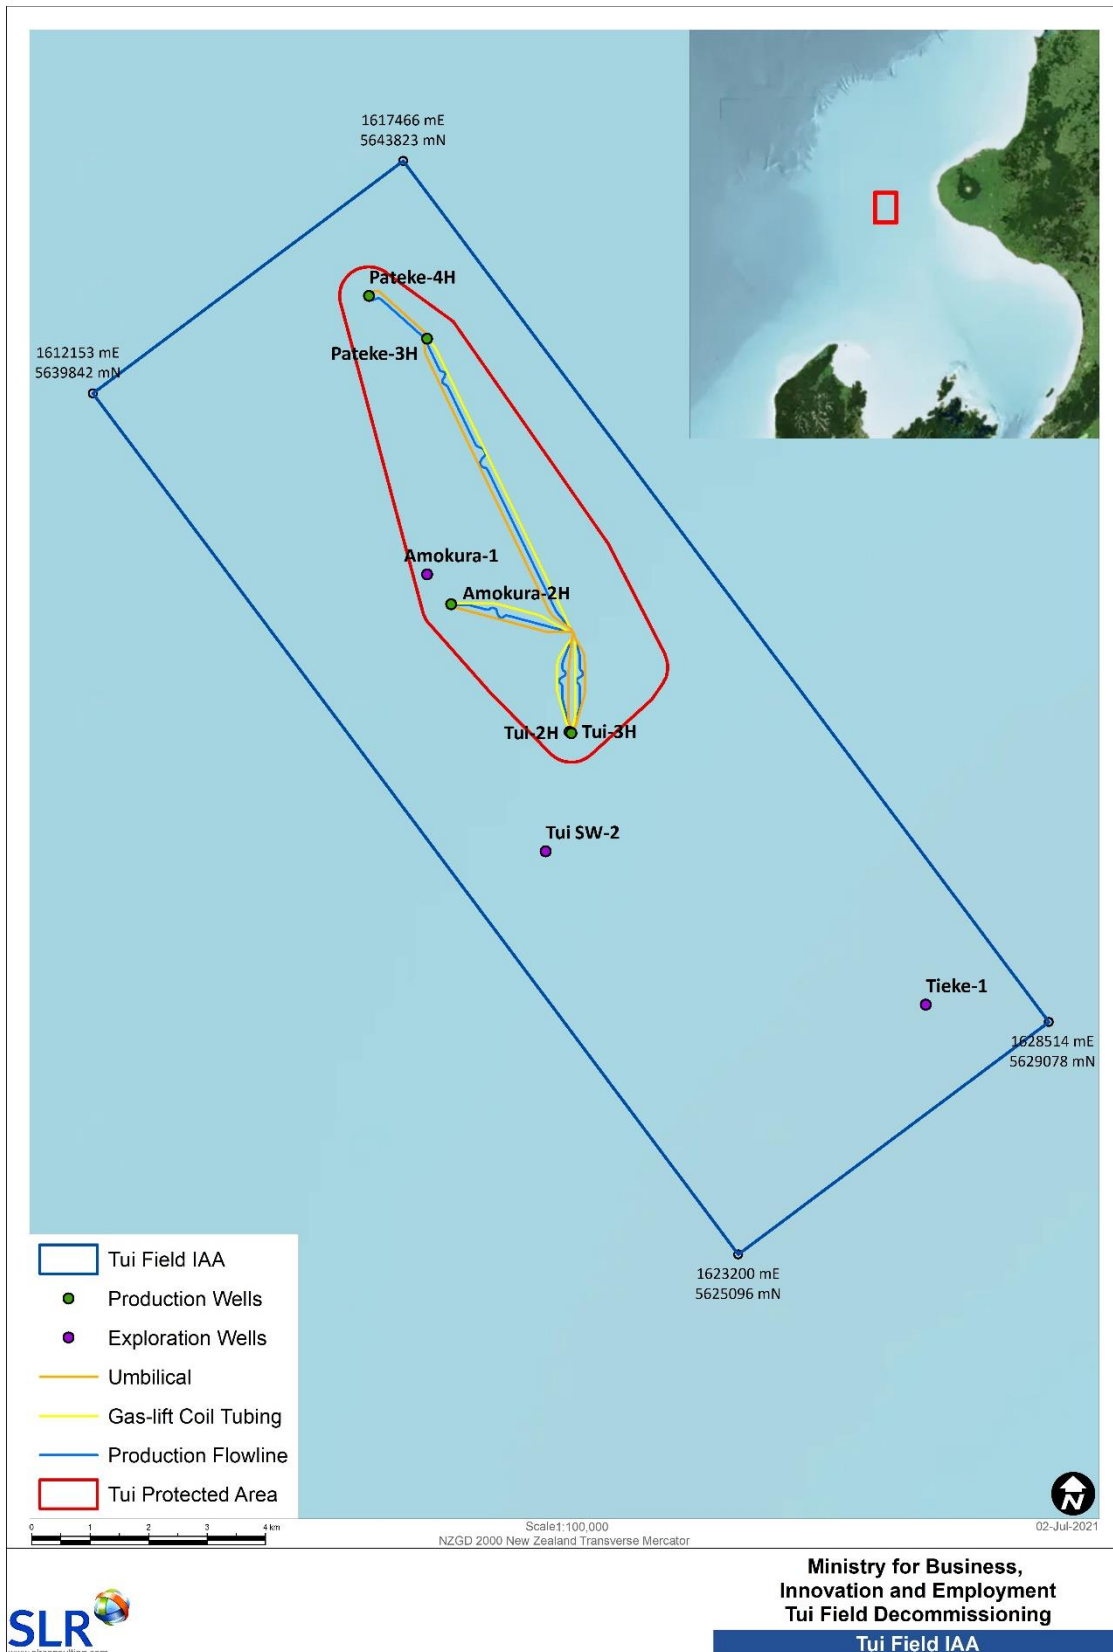 1617466 mE
5643823 mN
Pateke-4H
Pateke-3H
1612153 mE
5639842 mN
Amokura-1
Amokura-2H
Tui-2H
Tui-3H
Tui SW-2
Tieke-1
1628514 mE
5629078 mN
1623200 mE
5625096 mN
Tui Field IAA
Production Wells
Exploration Wells
Umbilical
Gas-lift Coil Tubing
Production Flowline
Tui Protected Area
N
0 1 2 3 4 km
Scale1:100,000
NZGD 2000 New Zealand Transverse Mercator
02-Jul-2021
SLR
Ministry for Business,
Innovation and Employment
Tui Field Decommissioning
Tui Field IAA